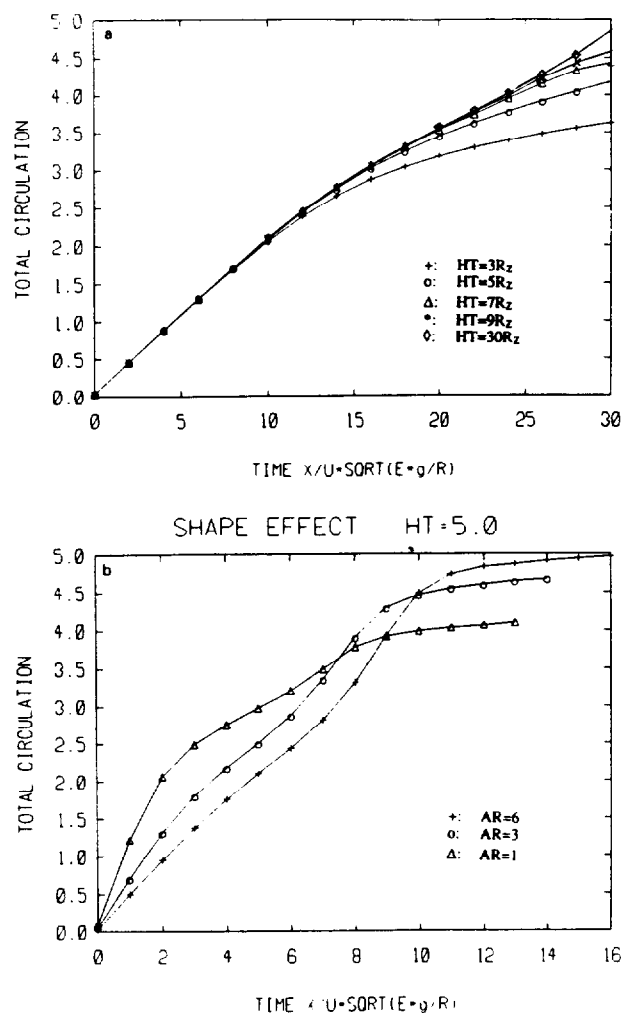 a
5.0
4.5
4.0
3.5
3.0
2.5
2.0
1.5
1.0
0.5
0.0
TOTAL CIRCULATION
+: HT=3Rz
o: HT=5Rz
Δ: HT=7Rz
*: HT=9Rz
◊: HT=30Rz
0 5 10 15 20 25 30
TIME X/U*SQRT(E*g/R)
SHAPE EFFECT HT=5.0
b
5.0
4.5
4.0
3.5
3.0
2.5
2.0
1.5
1.0
0.5
0.0
TOTAL CIRCULATION
+: AR=6
o: AR=3
Δ: AR=1
0 2 4 6 8 10 12 14 16
TIME X/U*SQRT(E*g/R)